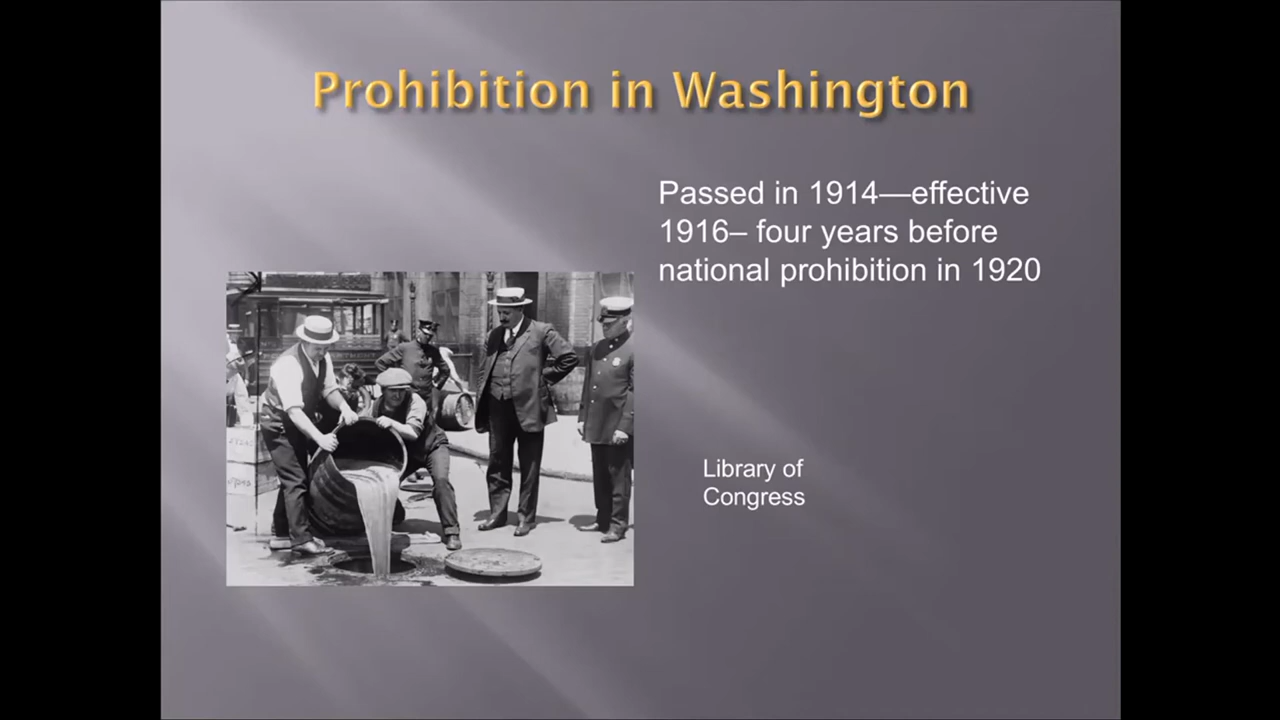 Prohibition in Washington
Passed in 1914—effective
1916– four years before
national prohibition in 1920
Library of
Congress